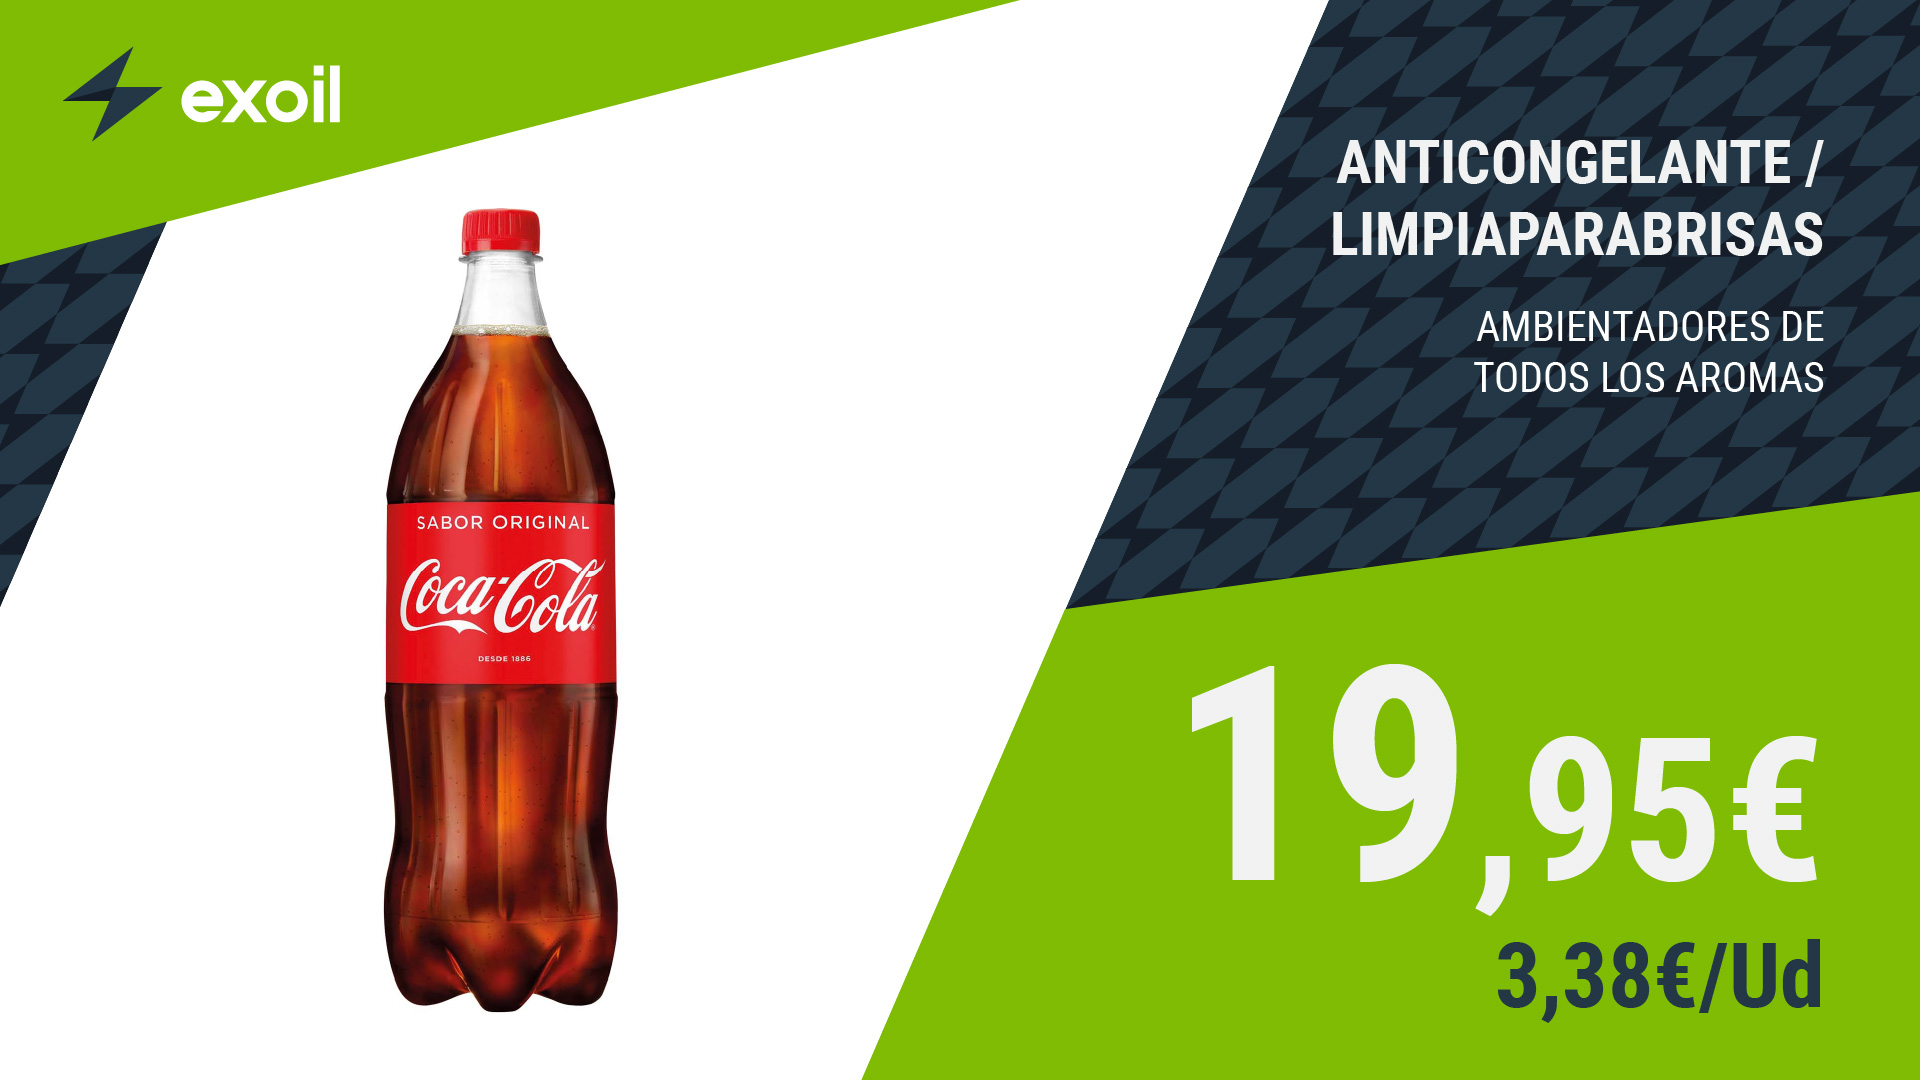 exoil
ANTICONGELANTE /
LIMPIAPARABRISAS
AMBIENTADORES DE
TODOS LOS AROMAS
SABOR ORIGINAL
Coca-Cola
DESDE 1886
19,95€
3,38€/Ud